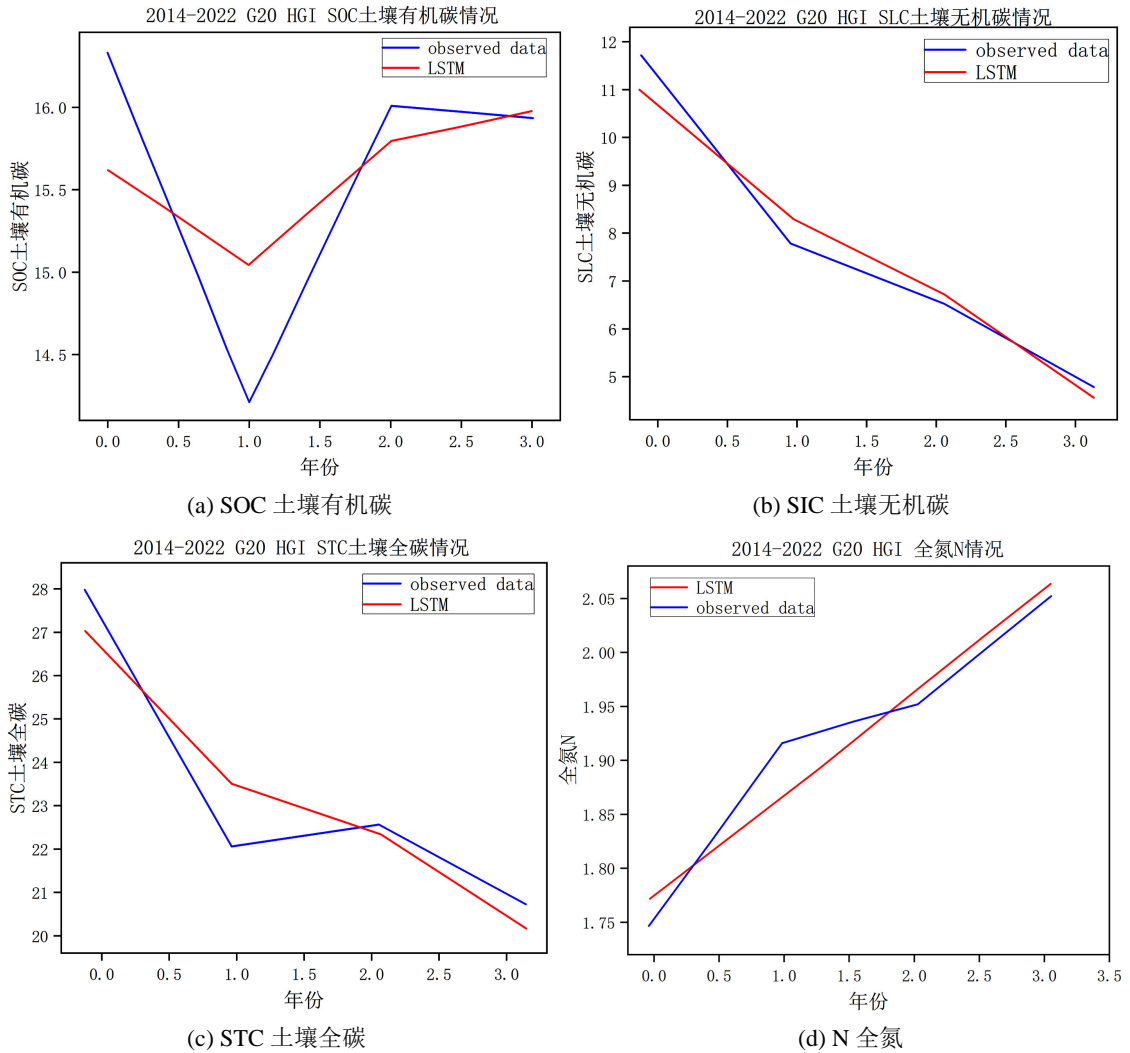 2014-2022 G20 HGI SOC土壤有机碳情况
observed data
LSTM
16.0
15.5
15.0
14.5
SOC土壤有机碳
0.0 0.5 1.0 1.5 2.0 2.5 3.0
年份
(a) SOC 土壤有机碳
2014-2022 G20 HGI SLC土壤无机碳情况
observed data
LSTM
12
11
10
9
8
7
6
5
SLC土壤无机碳
0.0 0.5 1.0 1.5 2.0 2.5 3.0
年份
(b) SIC 土壤无机碳
2014-2022 G20 HGI STC土壤全碳情况
observed data
LSTM
28
27
26
25
24
23
22
21
20
STC土壤全碳
0.0 0.5 1.0 1.5 2.0 2.5 3.0
年份
(c) STC 土壤全碳
2014-2022 G20 HGI 全氮N情况
LSTM
observed data
2.05
2.00
1.95
1.90
1.85
1.80
1.75
全氮N
0.0 0.5 1.0 1.5 2.0 2.5 3.0 3.5
年份
(d) N 全氮